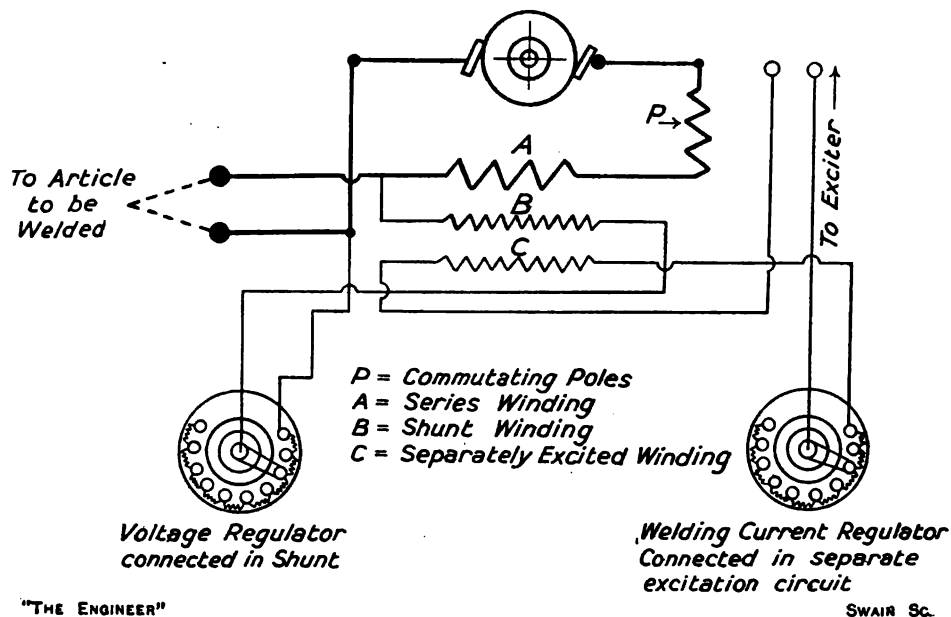 P→
A
B
C
To Article
to be
Welded
To Exciter
P = Commutating Poles
A = Series Winding
B = Shunt Winding
C = Separately Excited Winding
Voltage Regulator
connected in Shunt
Welding Current Regulator
Connected in separate
excitation circuit
"THE ENGINEER"
SWAIN SC.